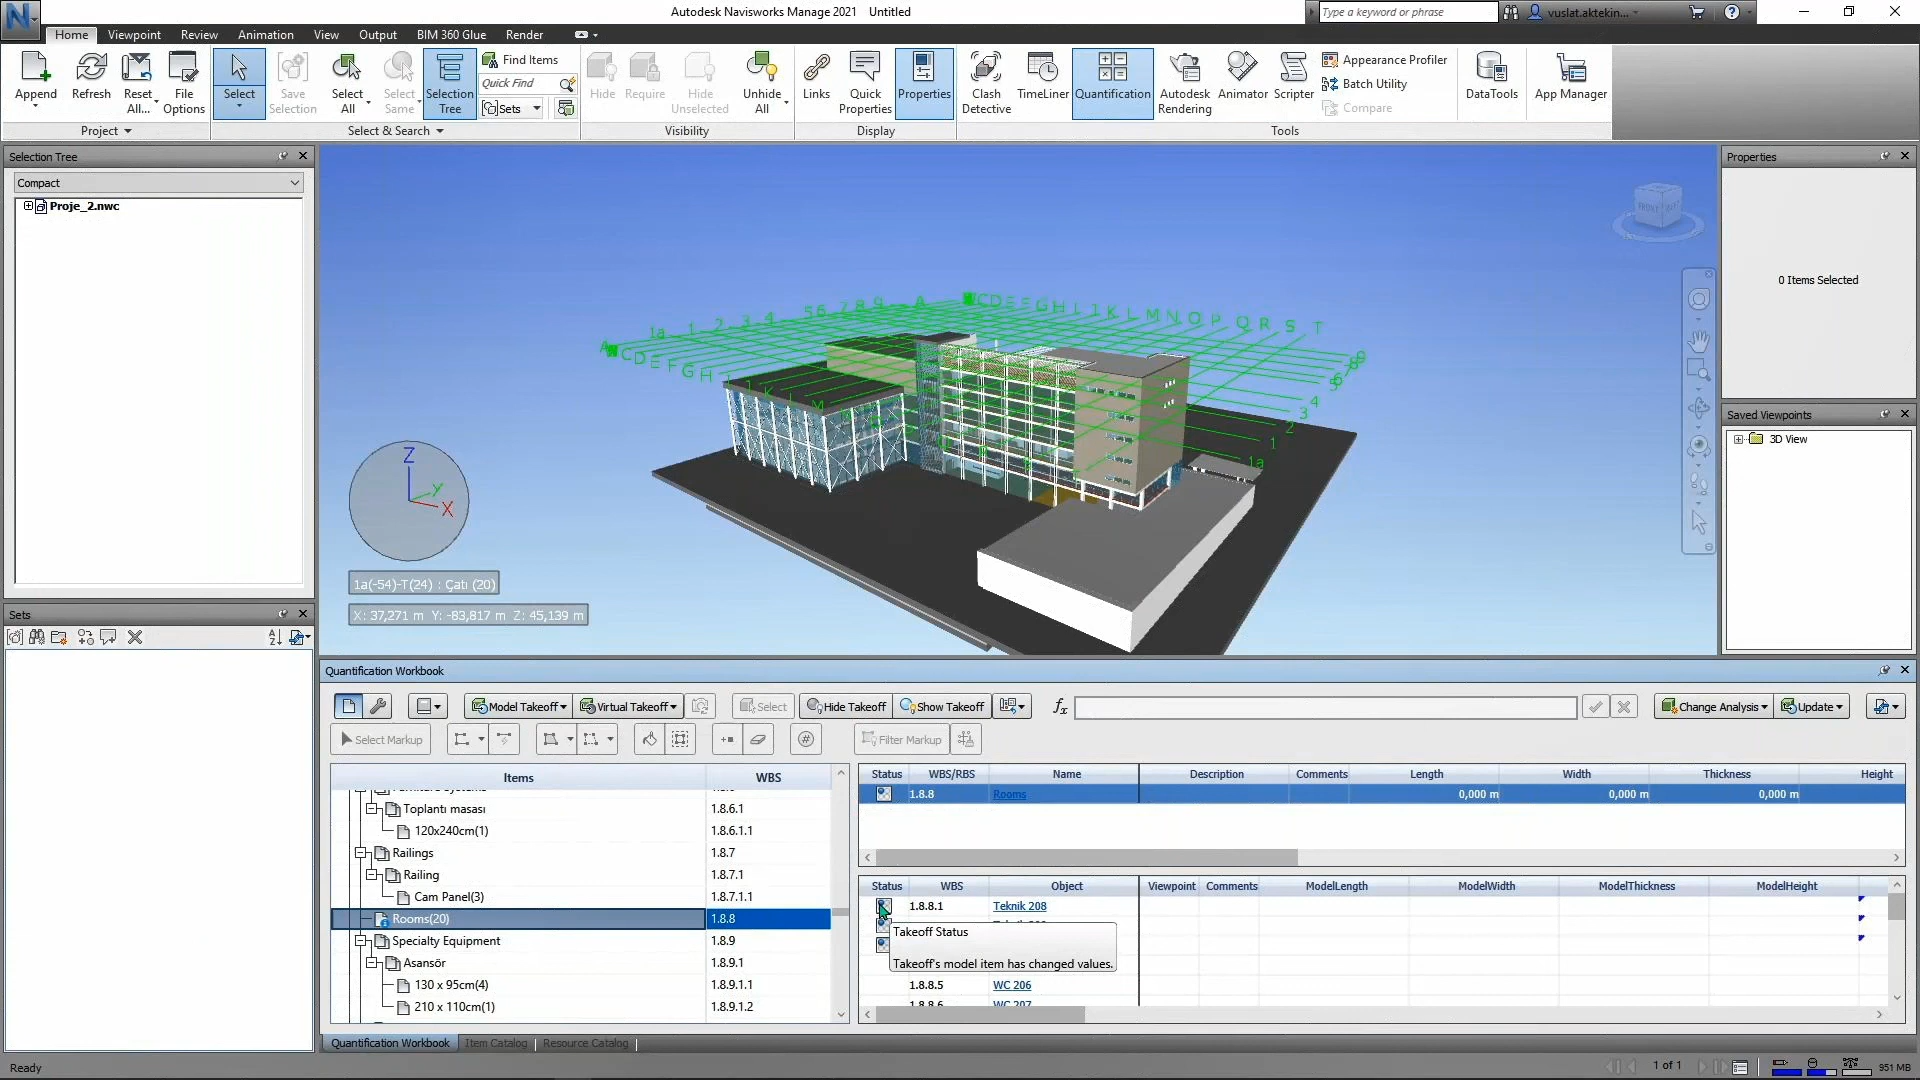 Autodesk Navisworks Manage 2021 Untitled
Type a keyword or phrase
vuslat.aktekin...
Home Viewpoint Review Animation View Output BIM 360 Glue Render
Append
Refresh
Reset All...
File Options
Project
Select
Save Selection
Select All
Select Same
Selection Tree
Find Items
Quick Find
Sets
Select & Search
Hide
Require
Hide Unselected
Unhide All
Visibility
Links
Quick Properties
Properties
Display
Clash Detective
TimeLiner
Quantification
Autodesk Rendering
Animator
Scripter
Appearance Profiler
Batch Utility
Compare
DataTools
App Manager
Tools
Selection Tree
Compact
Proje_2.nwc
Sets
1a(-54)-T(24) : Çatı (20)
X: 37,271 m Y: -83,817 m Z: 45,139 m
Z
Y
X
FRONT
Properties
0 Items Selected
Saved Viewpoints
3D View
Quantification Workbook
Model Takeoff
Virtual Takeoff
Select
Hide Takeoff
Show Takeoff
fx
Change Analysis
Update
Select Markup
Filter Markup
Items WBS
Toplantı masası 1.8.6.1
120x240cm(1) 1.8.6.1.1
Railings 1.8.7
Railing 1.8.7.1
Cam Panel(3) 1.8.7.1.1
Rooms(20) 1.8.8
Specialty Equipment 1.8.9
Asansör 1.8.9.1
130 x 95cm(4) 1.8.9.1.1
210 x 110cm(1) 1.8.9.1.2
Status WBS/RBS Name Description Comments Length Width Thickness Height
1.8.8 Rooms 0,000 m 0,000 m 0,000 m
Status WBS Object Viewpoint Comments ModelLength ModelWidth ModelThickness ModelHeight
1.8.8.1 Teknik 208
Takeoff Status
Takeoff's model item has changed values.
1.8.8.5 WC 206
1.8.8.6 WC 207
Quantification Workbook Item Catalog Resource Catalog
Ready
1 of 1
951 MB